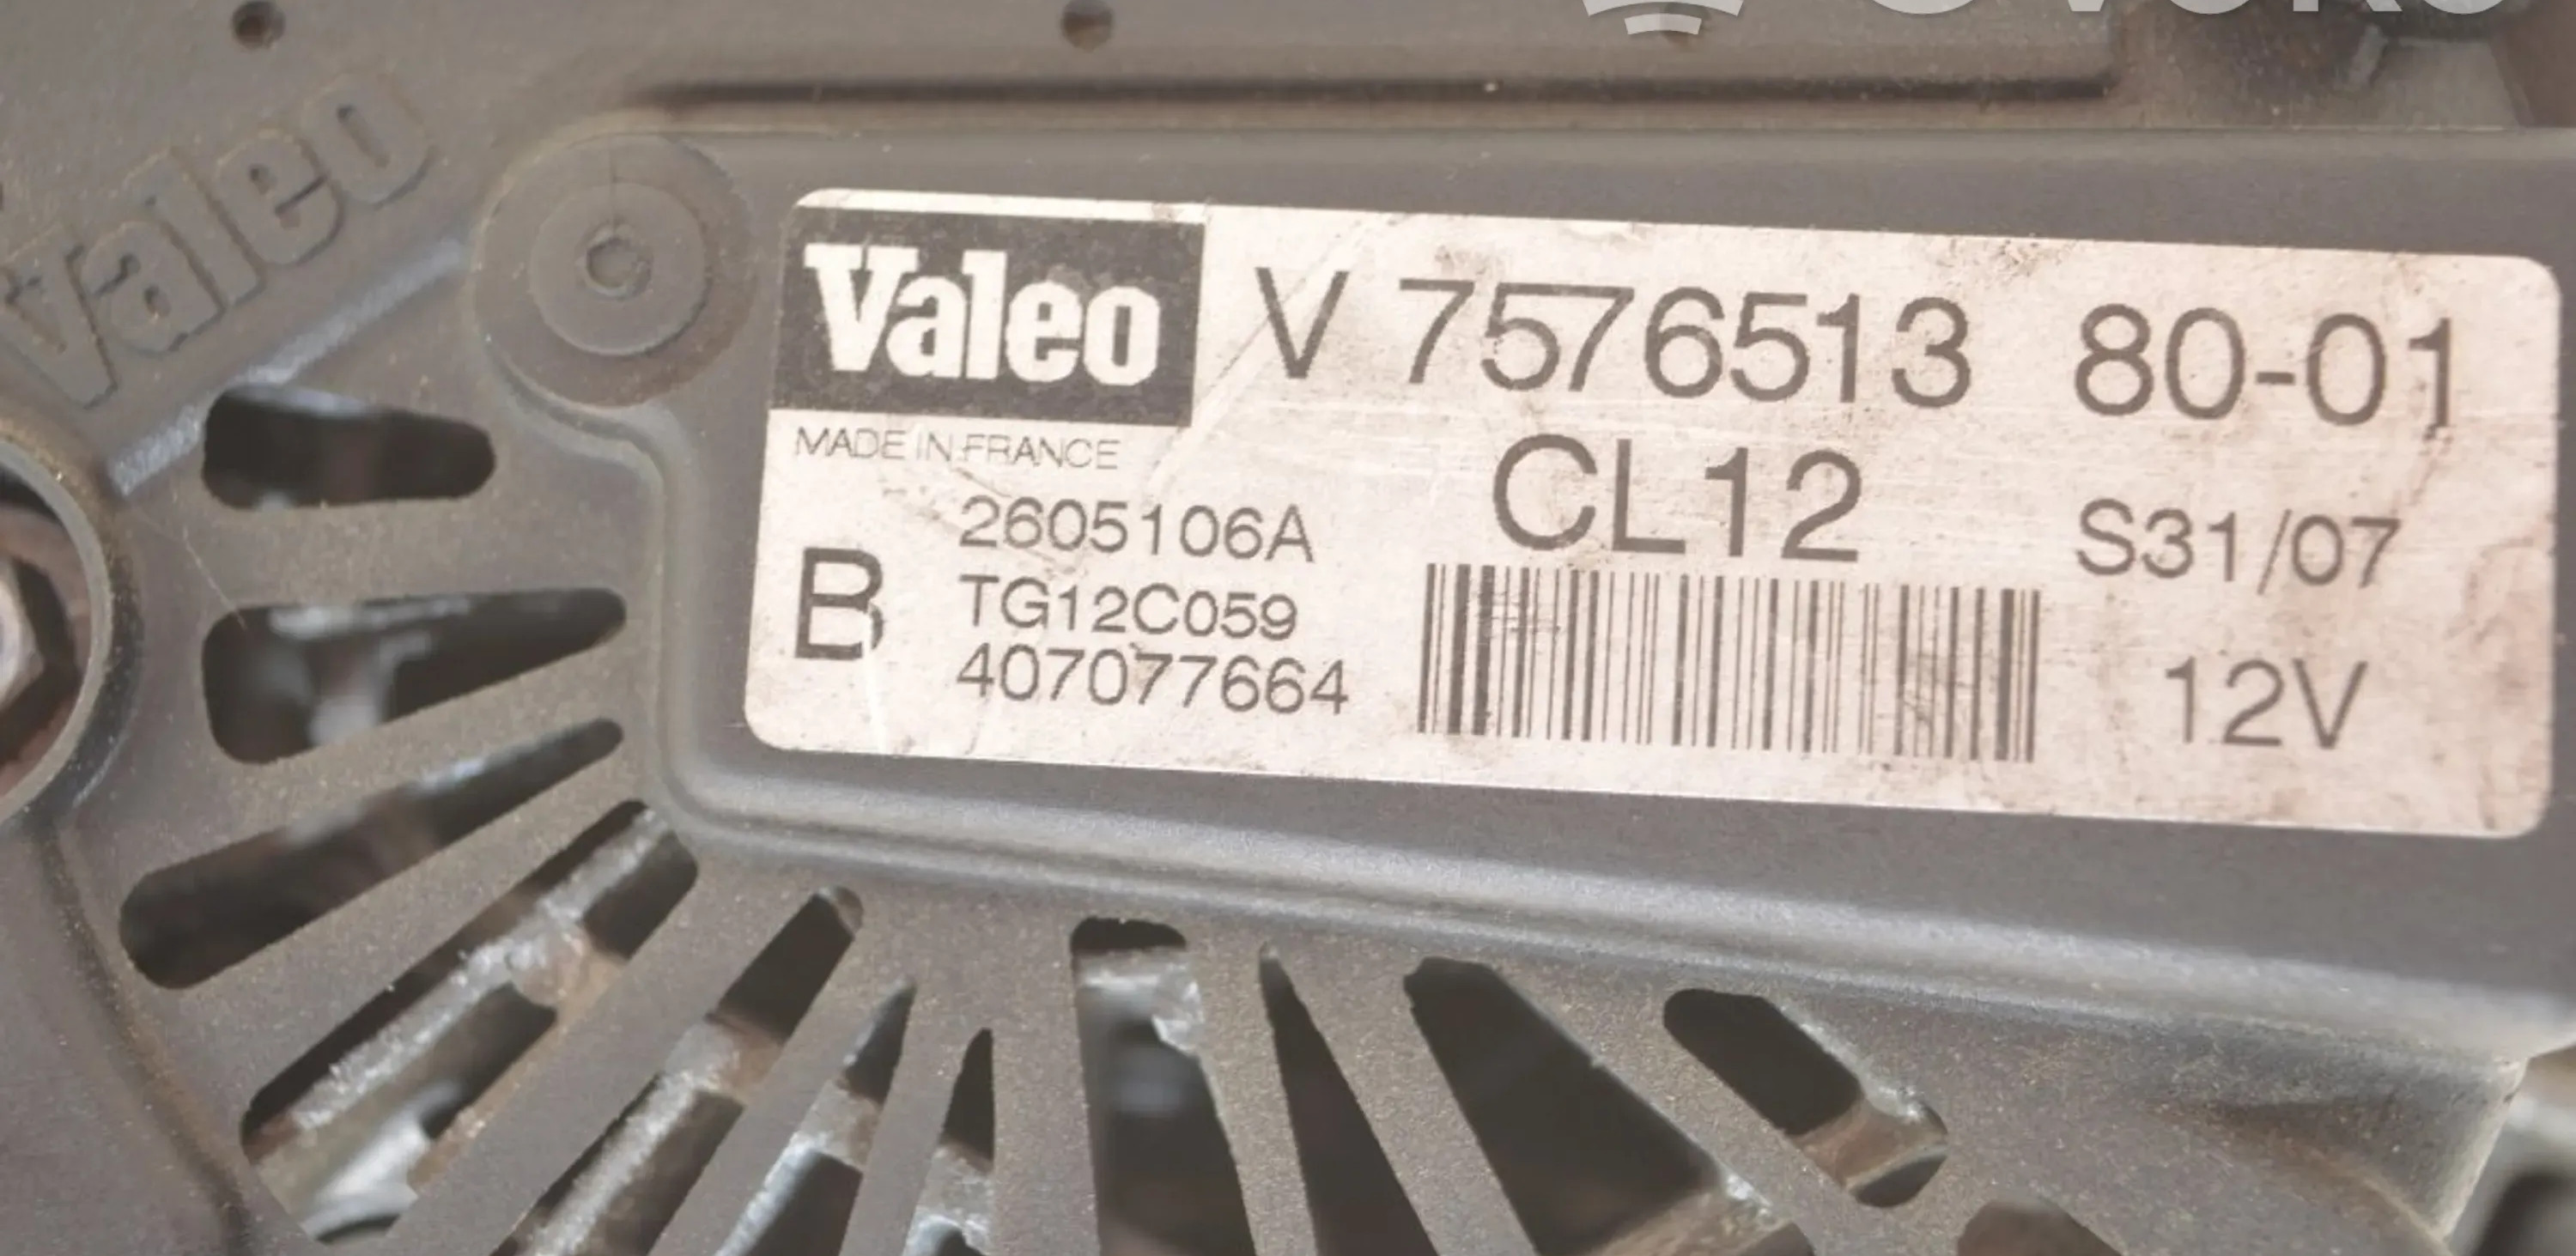 Valeo
Valeo V 7576513 80-01
MADE IN FRANCE
CL12
2605106A
S31/07
B
TG12C059
407077664
12V